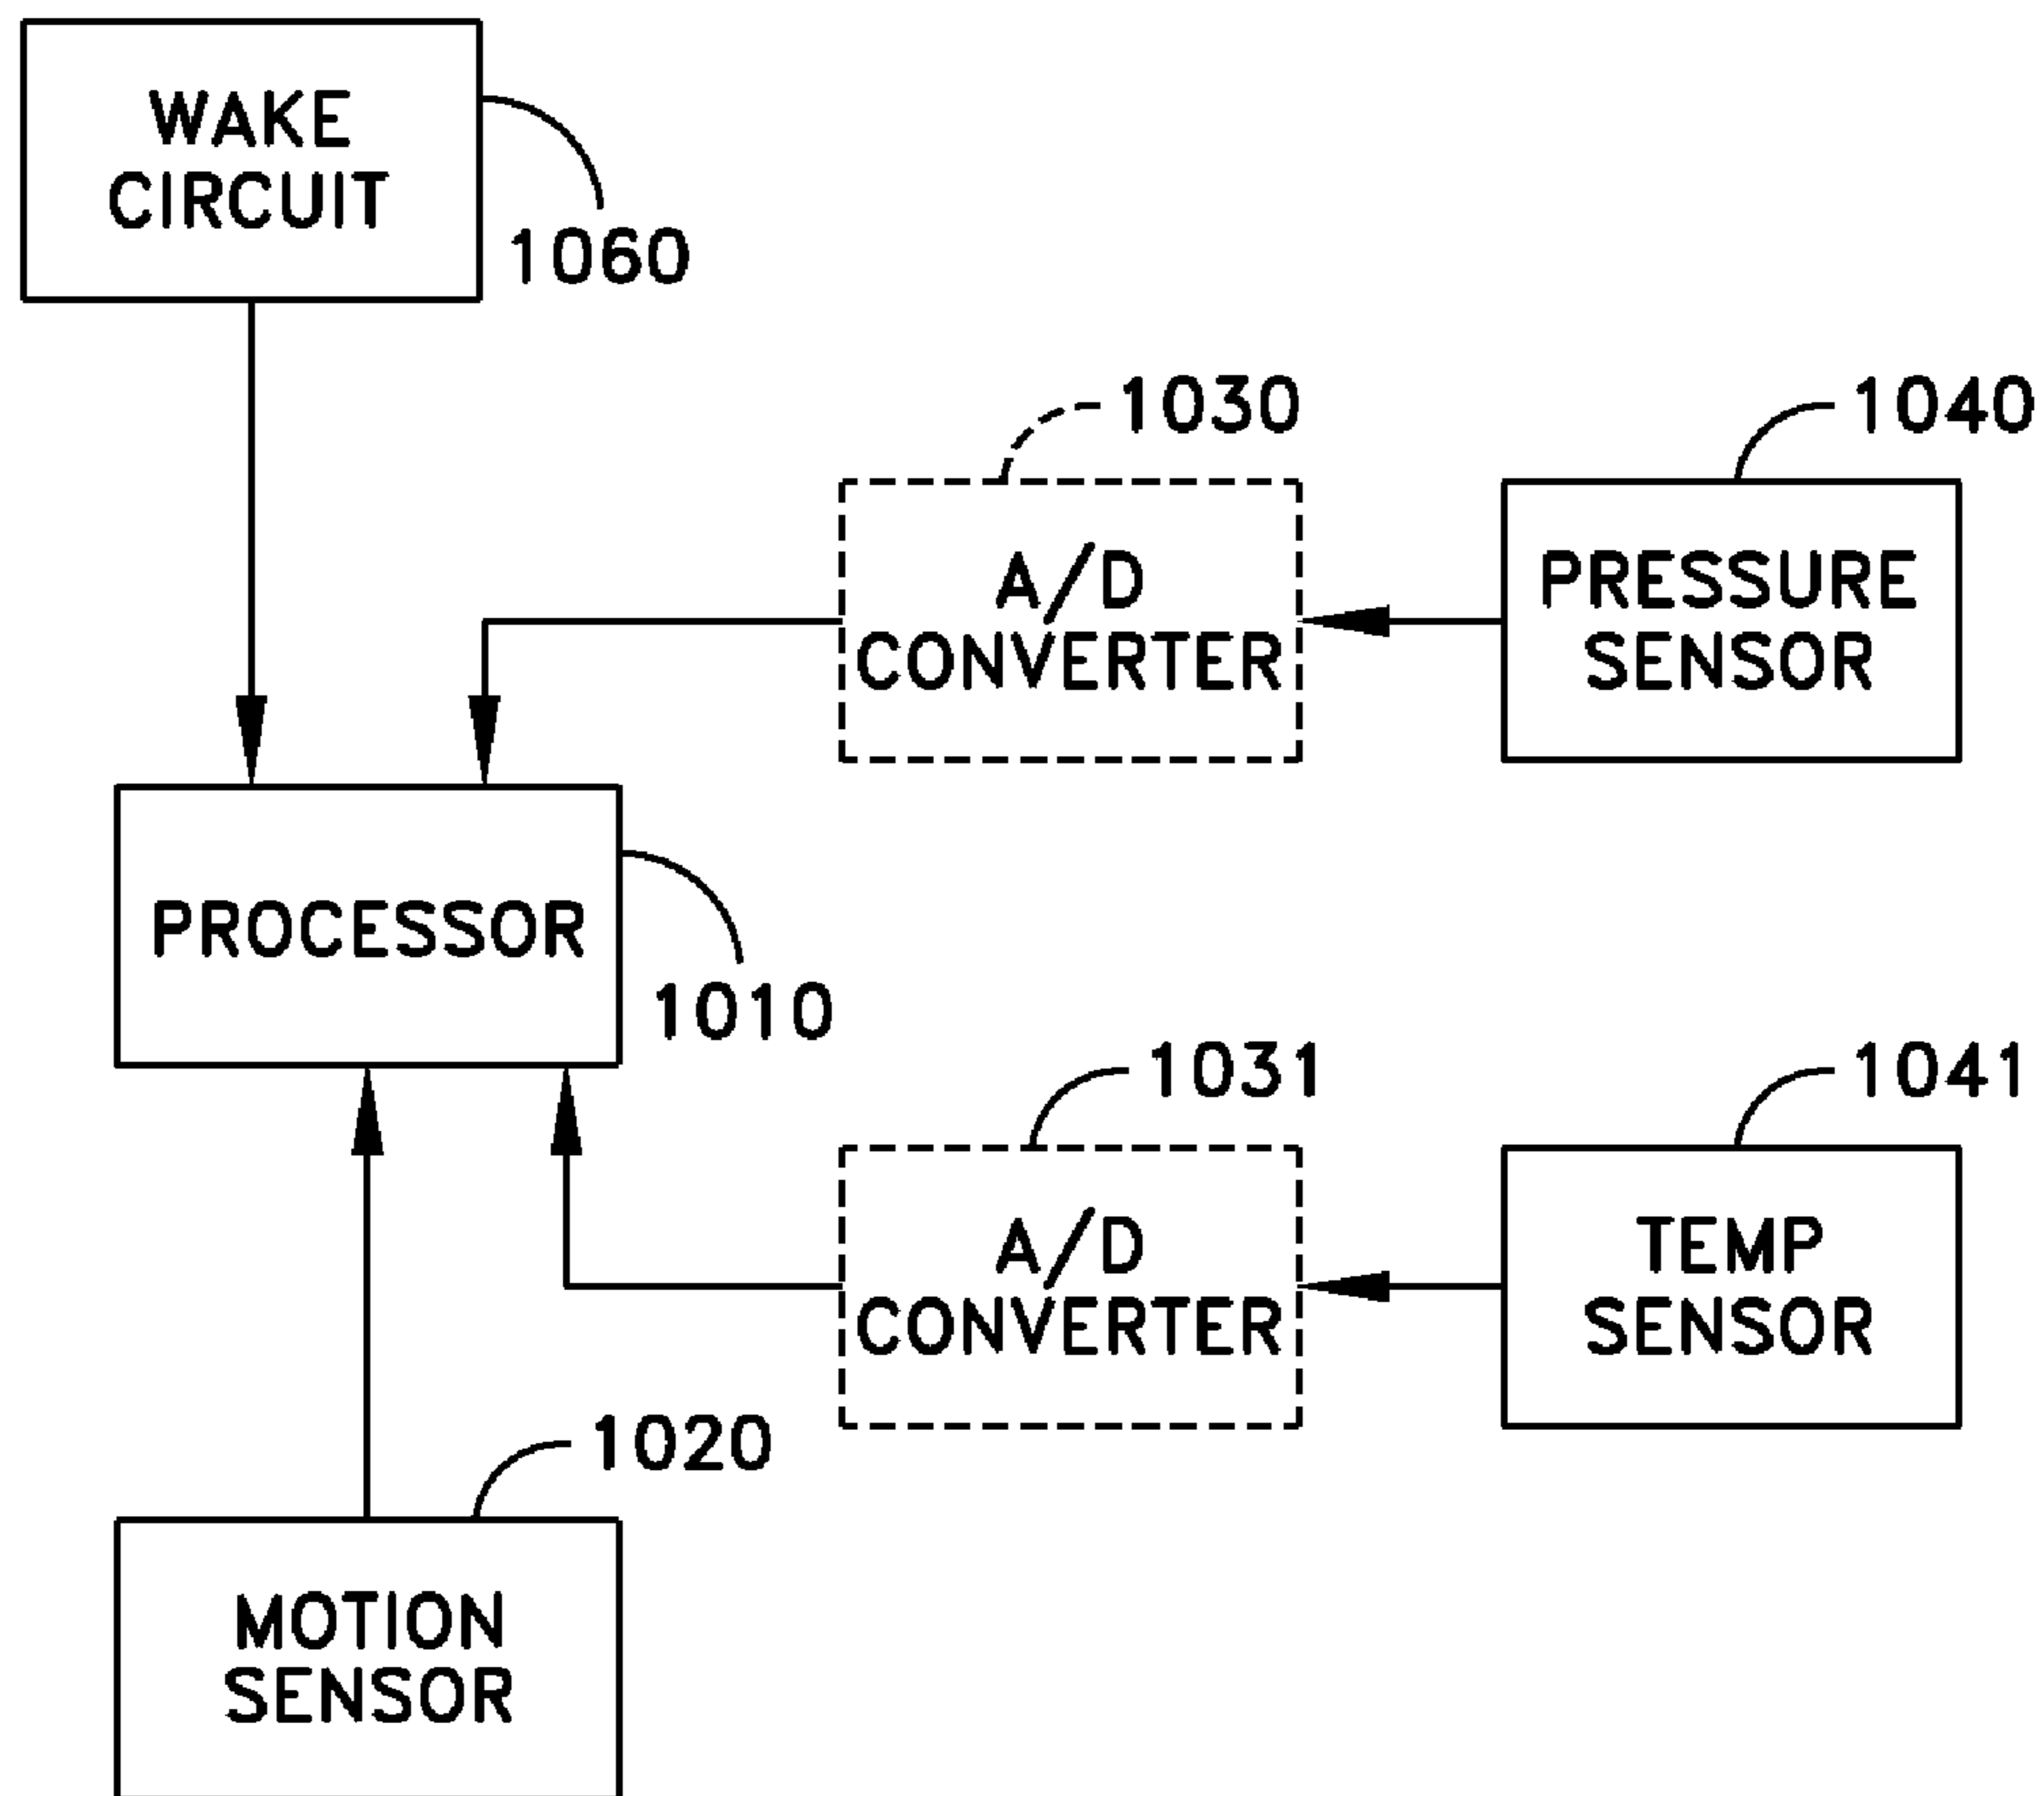 WAKE
CIRCUIT
1060
1030
1040
A/D
CONVERTER
PRESSURE
SENSOR
PROCESSOR
1010
1031
1041
A/D
CONVERTER
TEMP
SENSOR
1020
MOTION
SENSOR